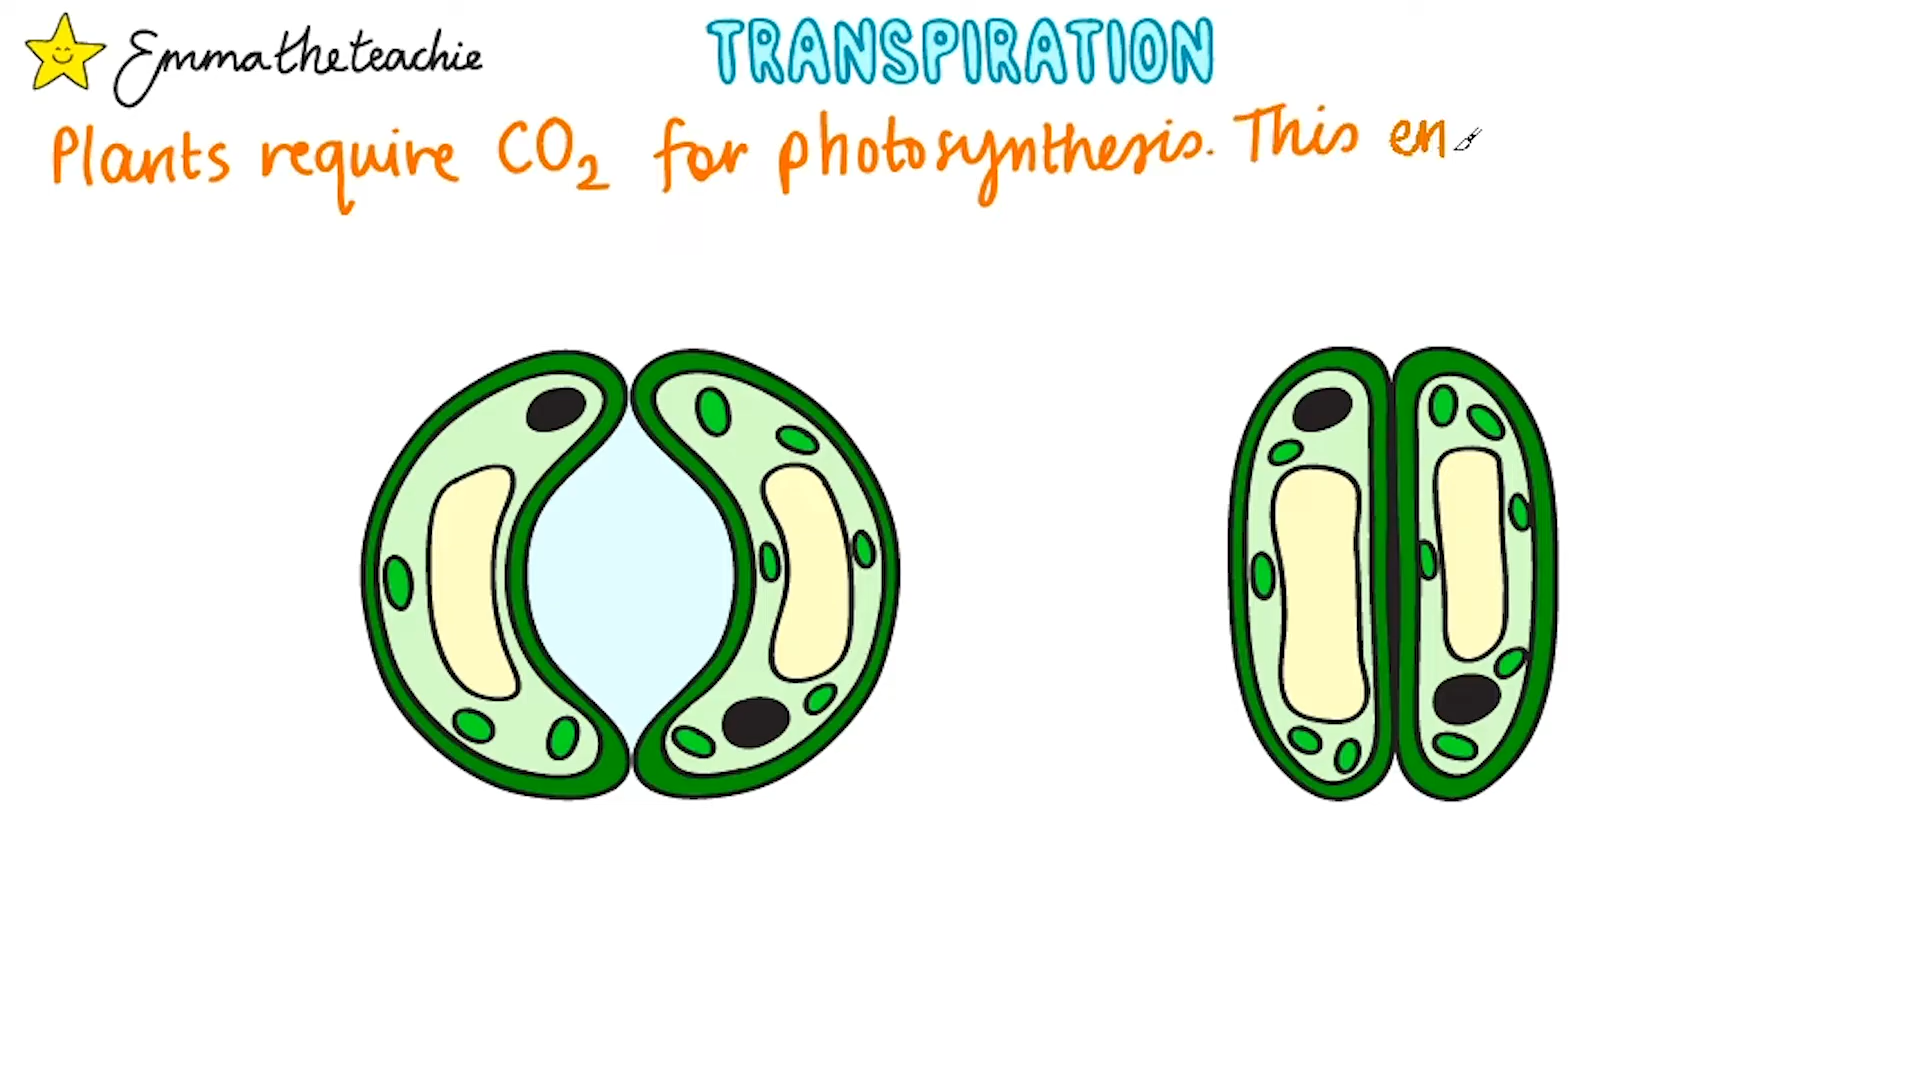 Emmatheteachie
TRANSPIRATION
Plants require CO₂ for photosynthesis. This en